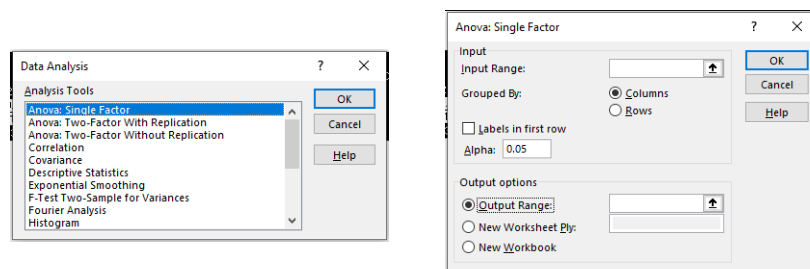 Data Analysis ? X
Analysis Tools
Anova: Single Factor
Anova: Two-Factor With Replication
Anova: Two-Factor Without Replication
Correlation
Covariance
Descriptive Statistics
Exponential Smoothing
F-Test Two-Sample for Variances
Fourier Analysis
Histogram
OK
Cancel
Help
Anova: Single Factor ? X
Input
Input Range:
Grouped By:
Columns
Rows
Labels in first row
Alpha: 0.05
Output options
Output Range:
New Worksheet Ply:
New Workbook
OK
Cancel
Help